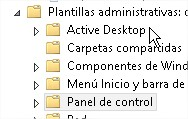 Plantillas administrativas: 
Active Desktop
Carpetas compartidas
Componentes de Wind
Menú Inicio y barra de
Panel de control